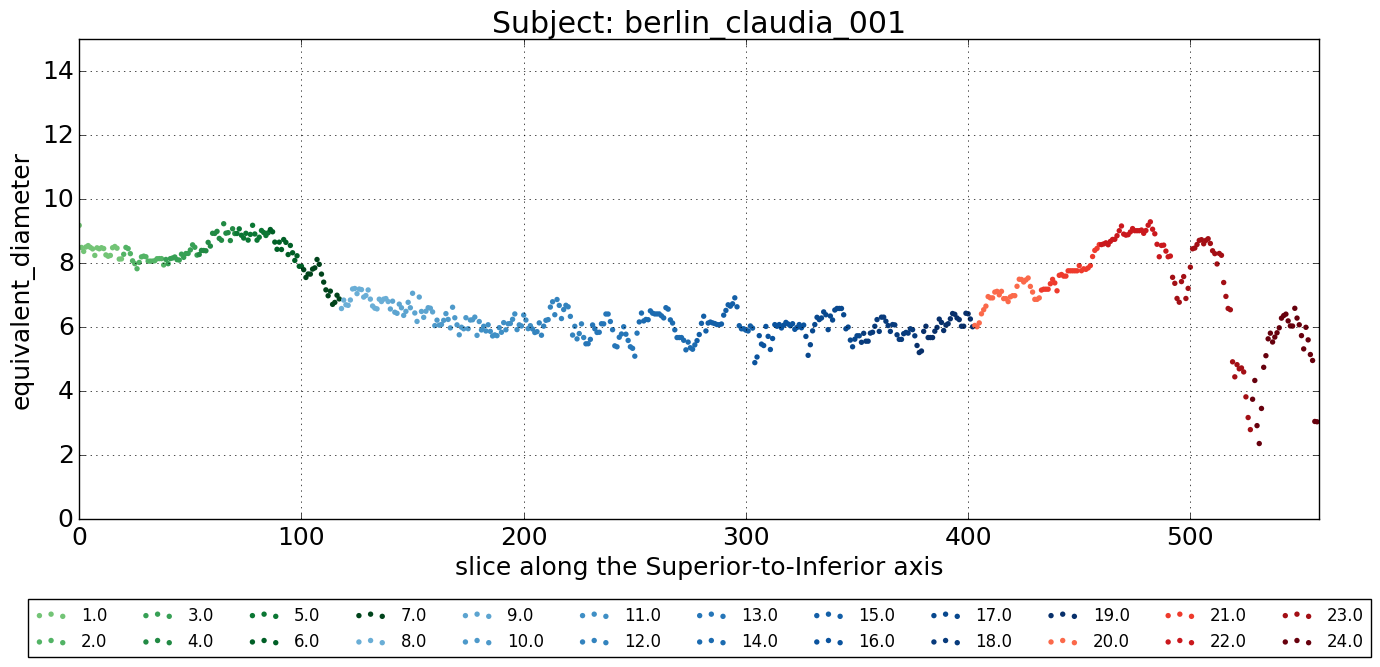 Subject: berlin_claudia_001
14
12
10
8
6
4
2
0
equivalent_diameter
0 100 200 300 400 500
slice along the Superior-to-Inferior axis
1.0 3.0 5.0 7.0 9.0 11.0 13.0 15.0 17.0 19.0 21.0 23.0
2.0 4.0 6.0 8.0 10.0 12.0 14.0 16.0 18.0 20.0 22.0 24.0